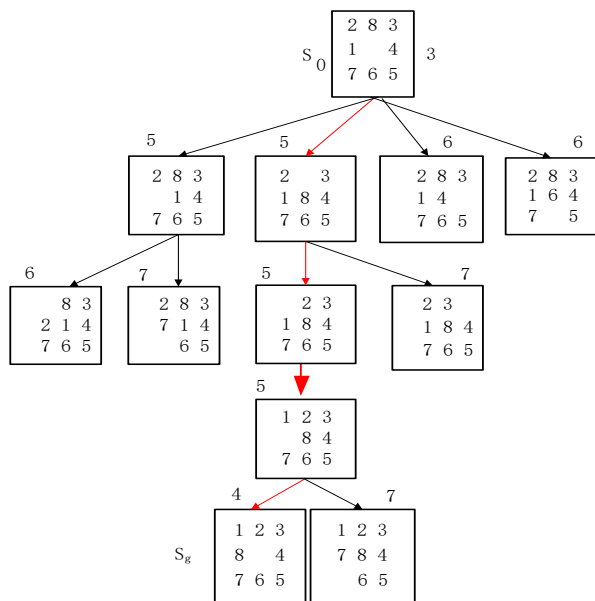 2 8 3
S0 1 4 3
7 6 5
5 5 6 6
2 8 3 2 3 2 8 3 2 8 3
1 4 1 8 4 1 4 1 6 4
7 6 5 7 6 5 7 6 5 7 5
6 7 5 7
8 3 2 8 3 2 3 2 3
2 1 4 7 1 4 1 8 4 1 8 4
7 6 5 6 5 7 6 5 7 6 5
5
1 2 3
8 4
7 6 5
4 7
1 2 3 1 2 3
Sg 8 4 7 8 4
7 6 5 6 5